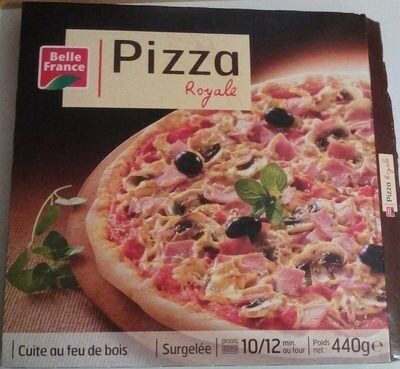 Belle
France
Pizza
Royale
Pizza Royale
Cuite au feu de bois
Surgelée
10/12 min.
au four
Poids
net: 440g e